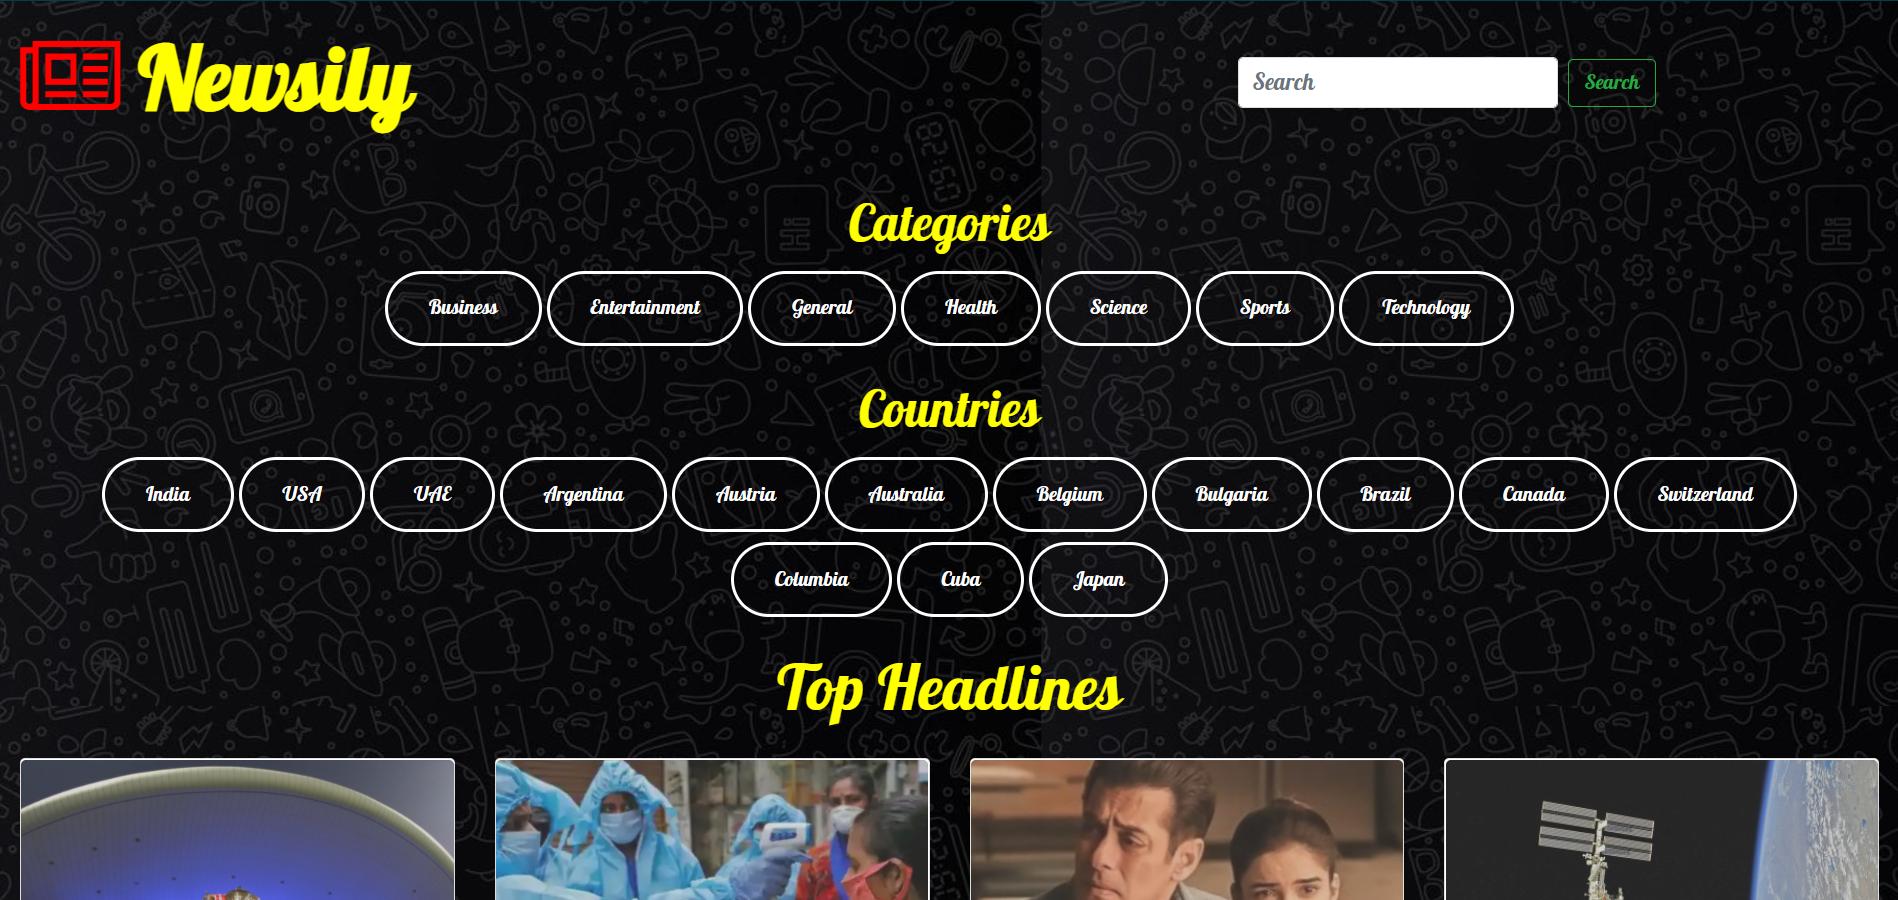 Newsily
Search Search
Categories
Business Entertainment General Health Science Sports Technology
Countries
India USA UAE Argentina Austria Australia Belgium Bulgaria Brazil Canada Switzerland
Columbia Cuba Japan
Top Headlines